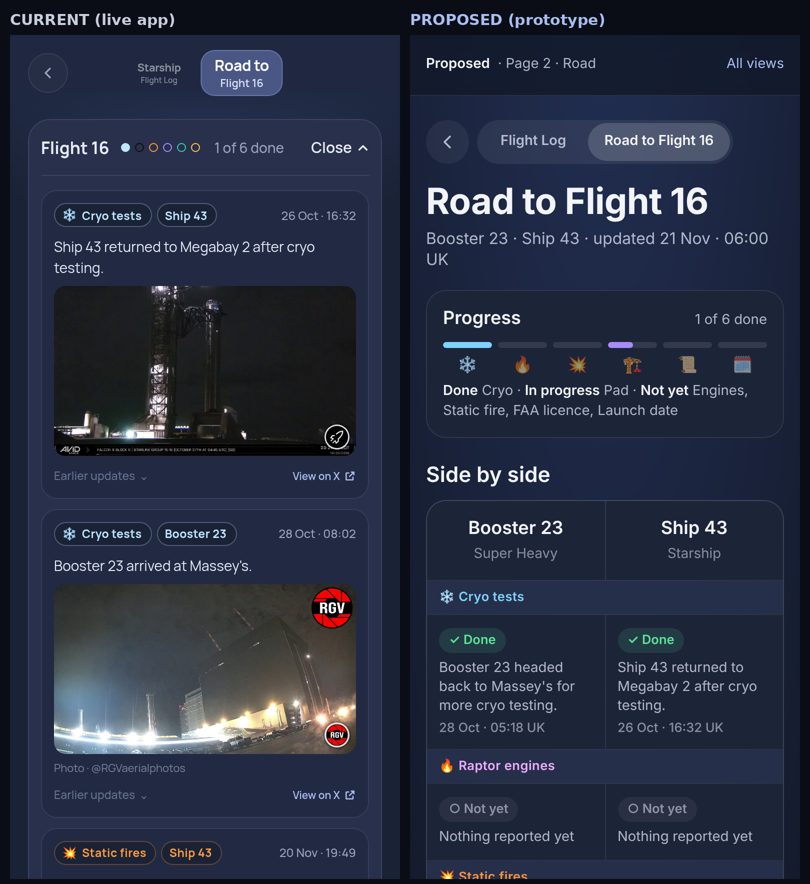 CURRENT (live app)
Starship
Flight Log
Road to
Flight 16
Flight 16
1 of 6 done
Close
Cryo tests
Ship 43
26 Oct · 16:32
Ship 43 returned to Megabay 2 after cryo
testing.
AVID
Earlier updates
View on X
Cryo tests
Booster 23
28 Oct · 08:02
Booster 23 arrived at Massey's.
RGV
RGV
Photo · @RGVaerialphotos
Earlier updates
View on X
Static fires
Ship 43
20 Nov · 19:49
PROPOSED (prototype)
Proposed · Page 2 · Road
All views
Flight Log
Road to Flight 16
Road to Flight 16
Booster 23 · Ship 43 · updated 21 Nov · 06:00
UK
Progress
1 of 6 done
Done Cryo · In progress Pad · Not yet Engines,
Static fire, FAA licence, Launch date
Side by side
Booster 23
Super Heavy
Ship 43
Starship
Cryo tests
✓ Done
Booster 23 headed
back to Massey's for
more cryo testing.
28 Oct · 05:18 UK
✓ Done
Ship 43 returned to
Megabay 2 after cryo
testing.
26 Oct · 16:32 UK
Raptor engines
Not yet
Nothing reported yet
Not yet
Nothing reported yet
Static fires